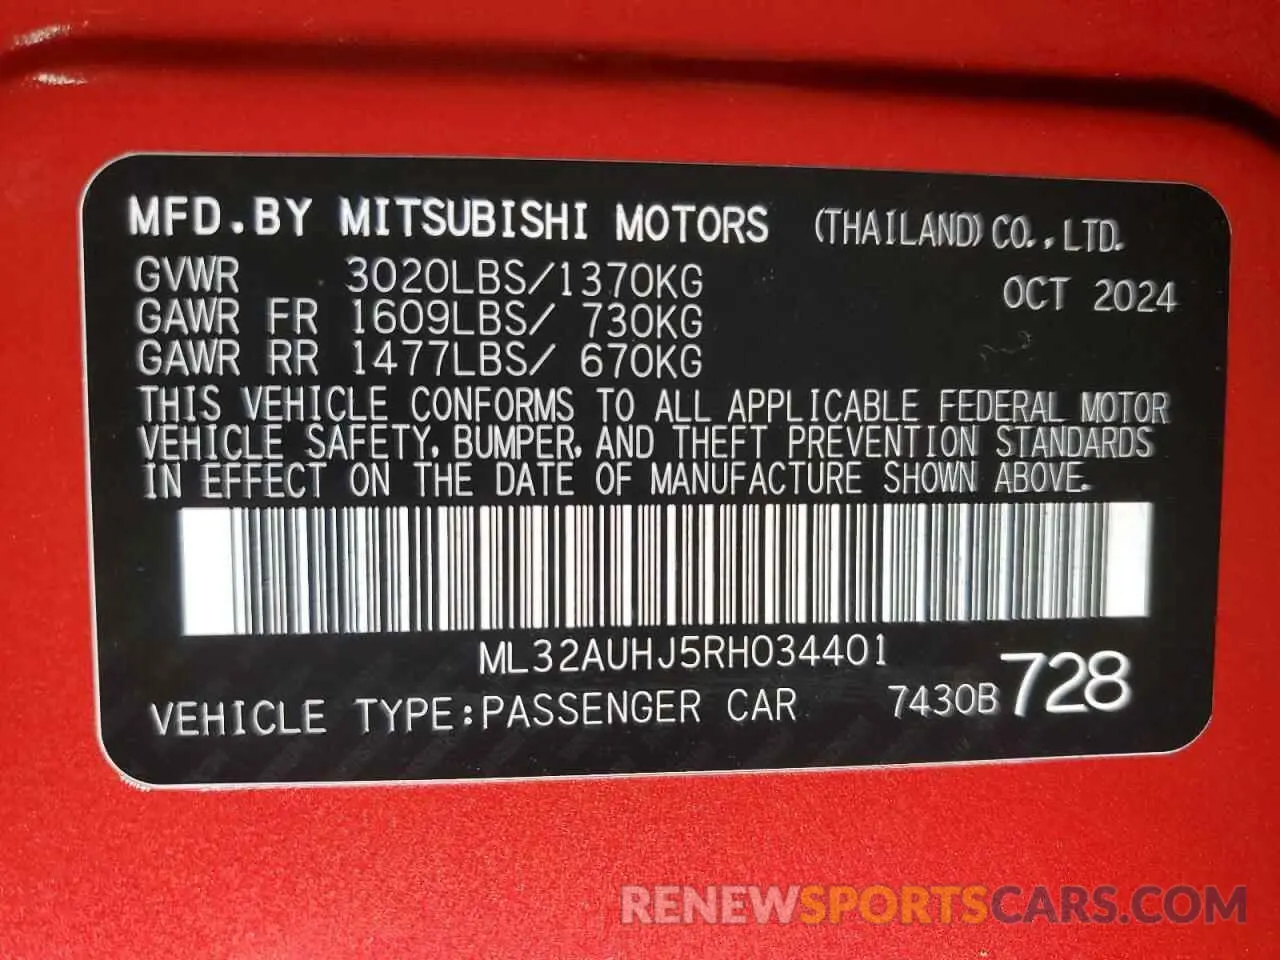 MFD.BY MITSUBISHI MOTORS (THAILAND) CO.,LTD.
GVWR 3020LBS/1370KG OCT 2024
GAWR FR 1609LBS/ 730KG
GAWR RR 1477LBS/ 670KG
THIS VEHICLE CONFORMS TO ALL APPLICABLE FEDERAL MOTOR
VEHICLE SAFETY, BUMPER, AND THEFT PREVENTION STANDARDS
IN EFFECT ON THE DATE OF MANUFACTURE SHOWN ABOVE.
ML32AUHJ5RH034401
VEHICLE TYPE:PASSENGER CAR 7430B 728
RENEWSPORTSCARS.COM